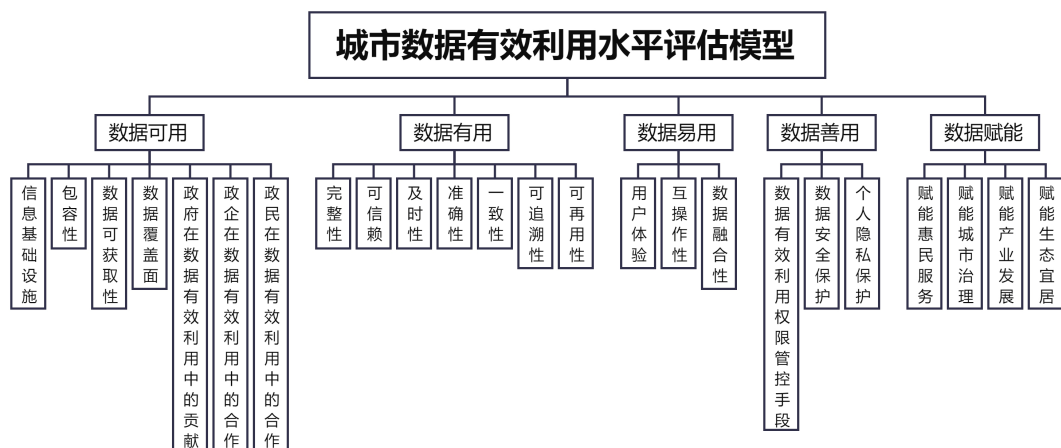 城市数据有效利用水平评估模型
数据可用
数据有用
数据易用
数据善用
数据赋能
信息基础设施
包容性
数据可获取性
数据覆盖面
政府在数据有效利用中的贡献
政企在数据有效利用中的合作
政民在数据有效利用中的合作
完整性
可信赖
及时性
准确性
一致性
可追溯性
可再用性
用户体验
互操作性
数据融合性
数据有效利用权限管控手段
数据安全保护
个人隐私保护
赋能惠民服务
赋能城市治理
赋能产业发展
赋能生态宜居